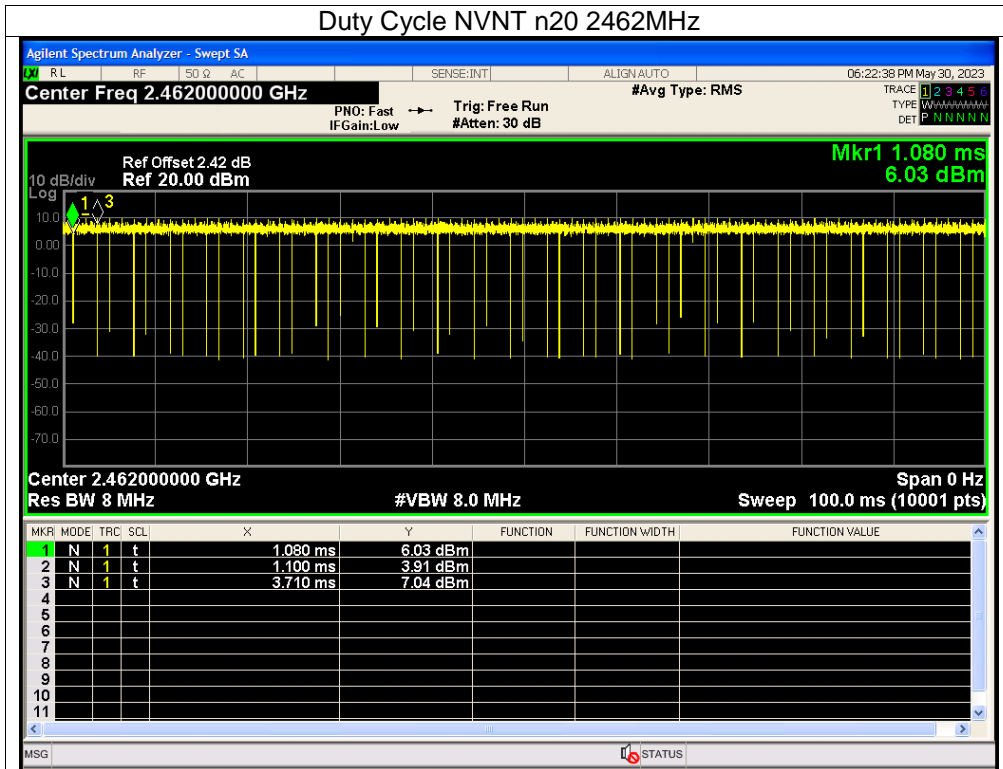 Duty Cycle NVNT n20 2462MHz
Agilent Spectrum Analyzer - Swept SA
LXI RL RF 50 Ω AC SENSE:INT ALIGN AUTO 06:22:38 PM May 30, 2023
Center Freq 2.462000000 GHz #Avg Type: RMS TRACE 1 2 3 4 5 6
PNO: Fast Trig: Free Run TYPE
IFGain:Low #Atten: 30 dB DET P N N N N N
Mkr1 1.080 ms
6.03 dBm
Ref Offset 2.42 dB
10 dB/div Ref 20.00 dBm
Log
1 3
10.0
0.00
-10.0
-20.0
-30.0
-40.0
-50.0
-60.0
-70.0
Center 2.462000000 GHz Span 0 Hz
Res BW 8 MHz #VBW 8.0 MHz Sweep 100.0 ms (10001 pts)
MKR MODE TRC SCL X Y FUNCTION FUNCTION WIDTH FUNCTION VALUE
1 N 1 t 1.080 ms 6.03 dBm
2 N 1 t 1.100 ms 3.91 dBm
3 N 1 t 3.710 ms 7.04 dBm
4
5
6
7
8
9
10
11
MSG STATUS